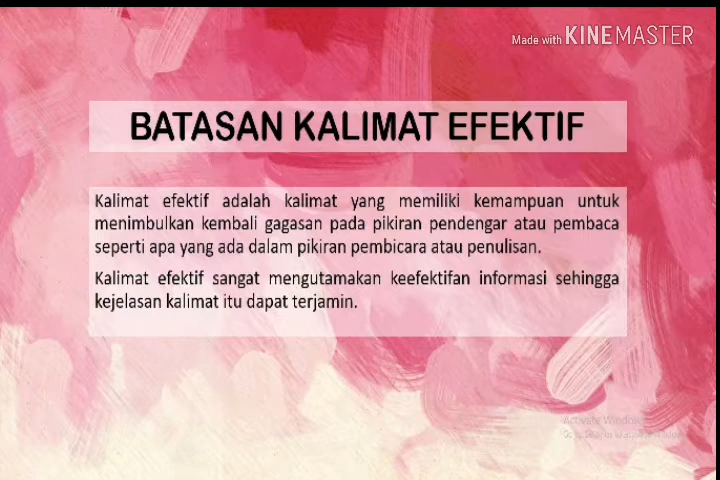 Made with KINEMASTER
BATASAN KALIMAT EFEKTIF
Kalimat efektif adalah kalimat yang memiliki kemampuan untuk
menimbulkan kembali gagasan pada pikiran pendengar atau pembaca
seperti apa yang ada dalam pikiran pembicara atau penulisan.
Kalimat efektif sangat mengutamakan keefektifan informasi sehingga
kejelasan kalimat itu dapat terjamin.
Activate Windows